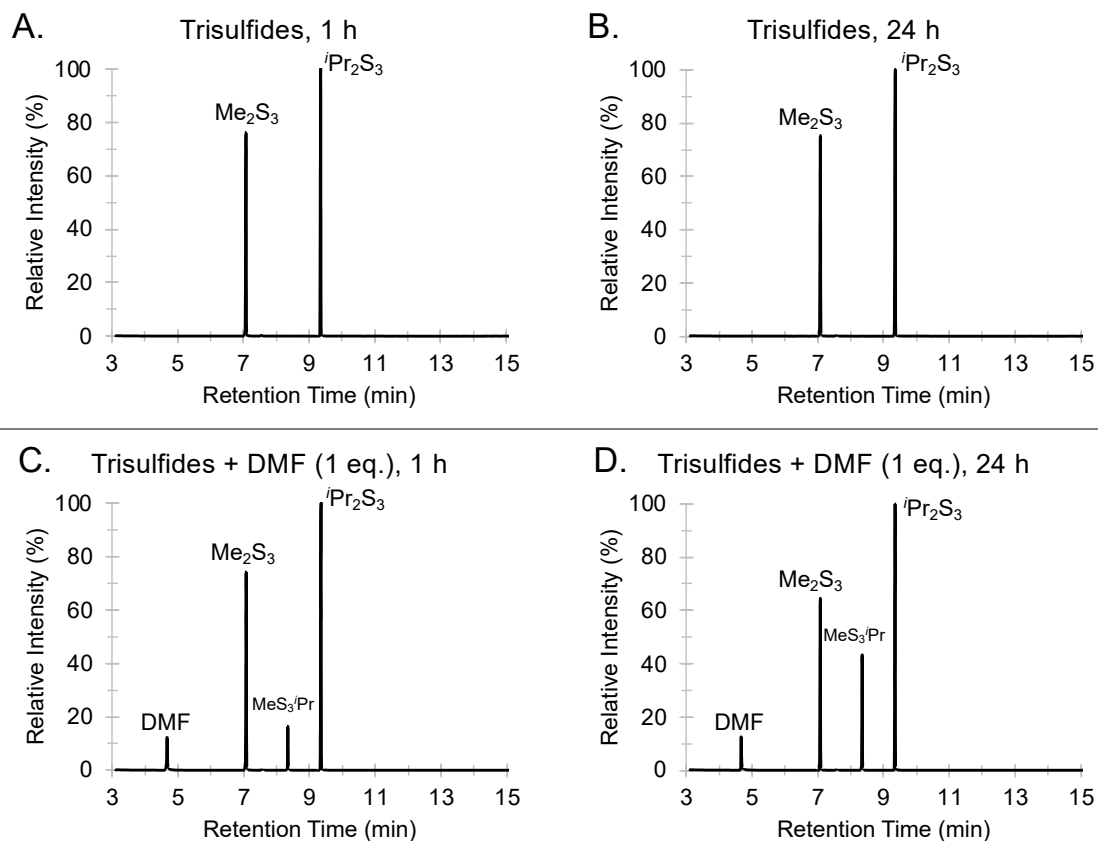 A. Trisulfides, 1 h
100
80
60
40
20
0
Relative Intensity (%)
Me₂S₃
ⁱPr₂S₃
3 5 7 9 11 13 15
Retention Time (min)
B. Trisulfides, 24 h
100
80
60
40
20
0
Relative Intensity (%)
Me₂S₃
ⁱPr₂S₃
3 5 7 9 11 13 15
Retention Time (min)
C. Trisulfides + DMF (1 eq.), 1 h
100
80
60
40
20
0
Relative Intensity (%)
DMF
Me₂S₃
MeS₃ⁱPr
ⁱPr₂S₃
3 5 7 9 11 13 15
Retention Time (min)
D. Trisulfides + DMF (1 eq.), 24 h
100
80
60
40
20
0
Relative Intensity (%)
DMF
Me₂S₃
MeS₃ⁱPr
ⁱPr₂S₃
3 5 7 9 11 13 15
Retention Time (min)